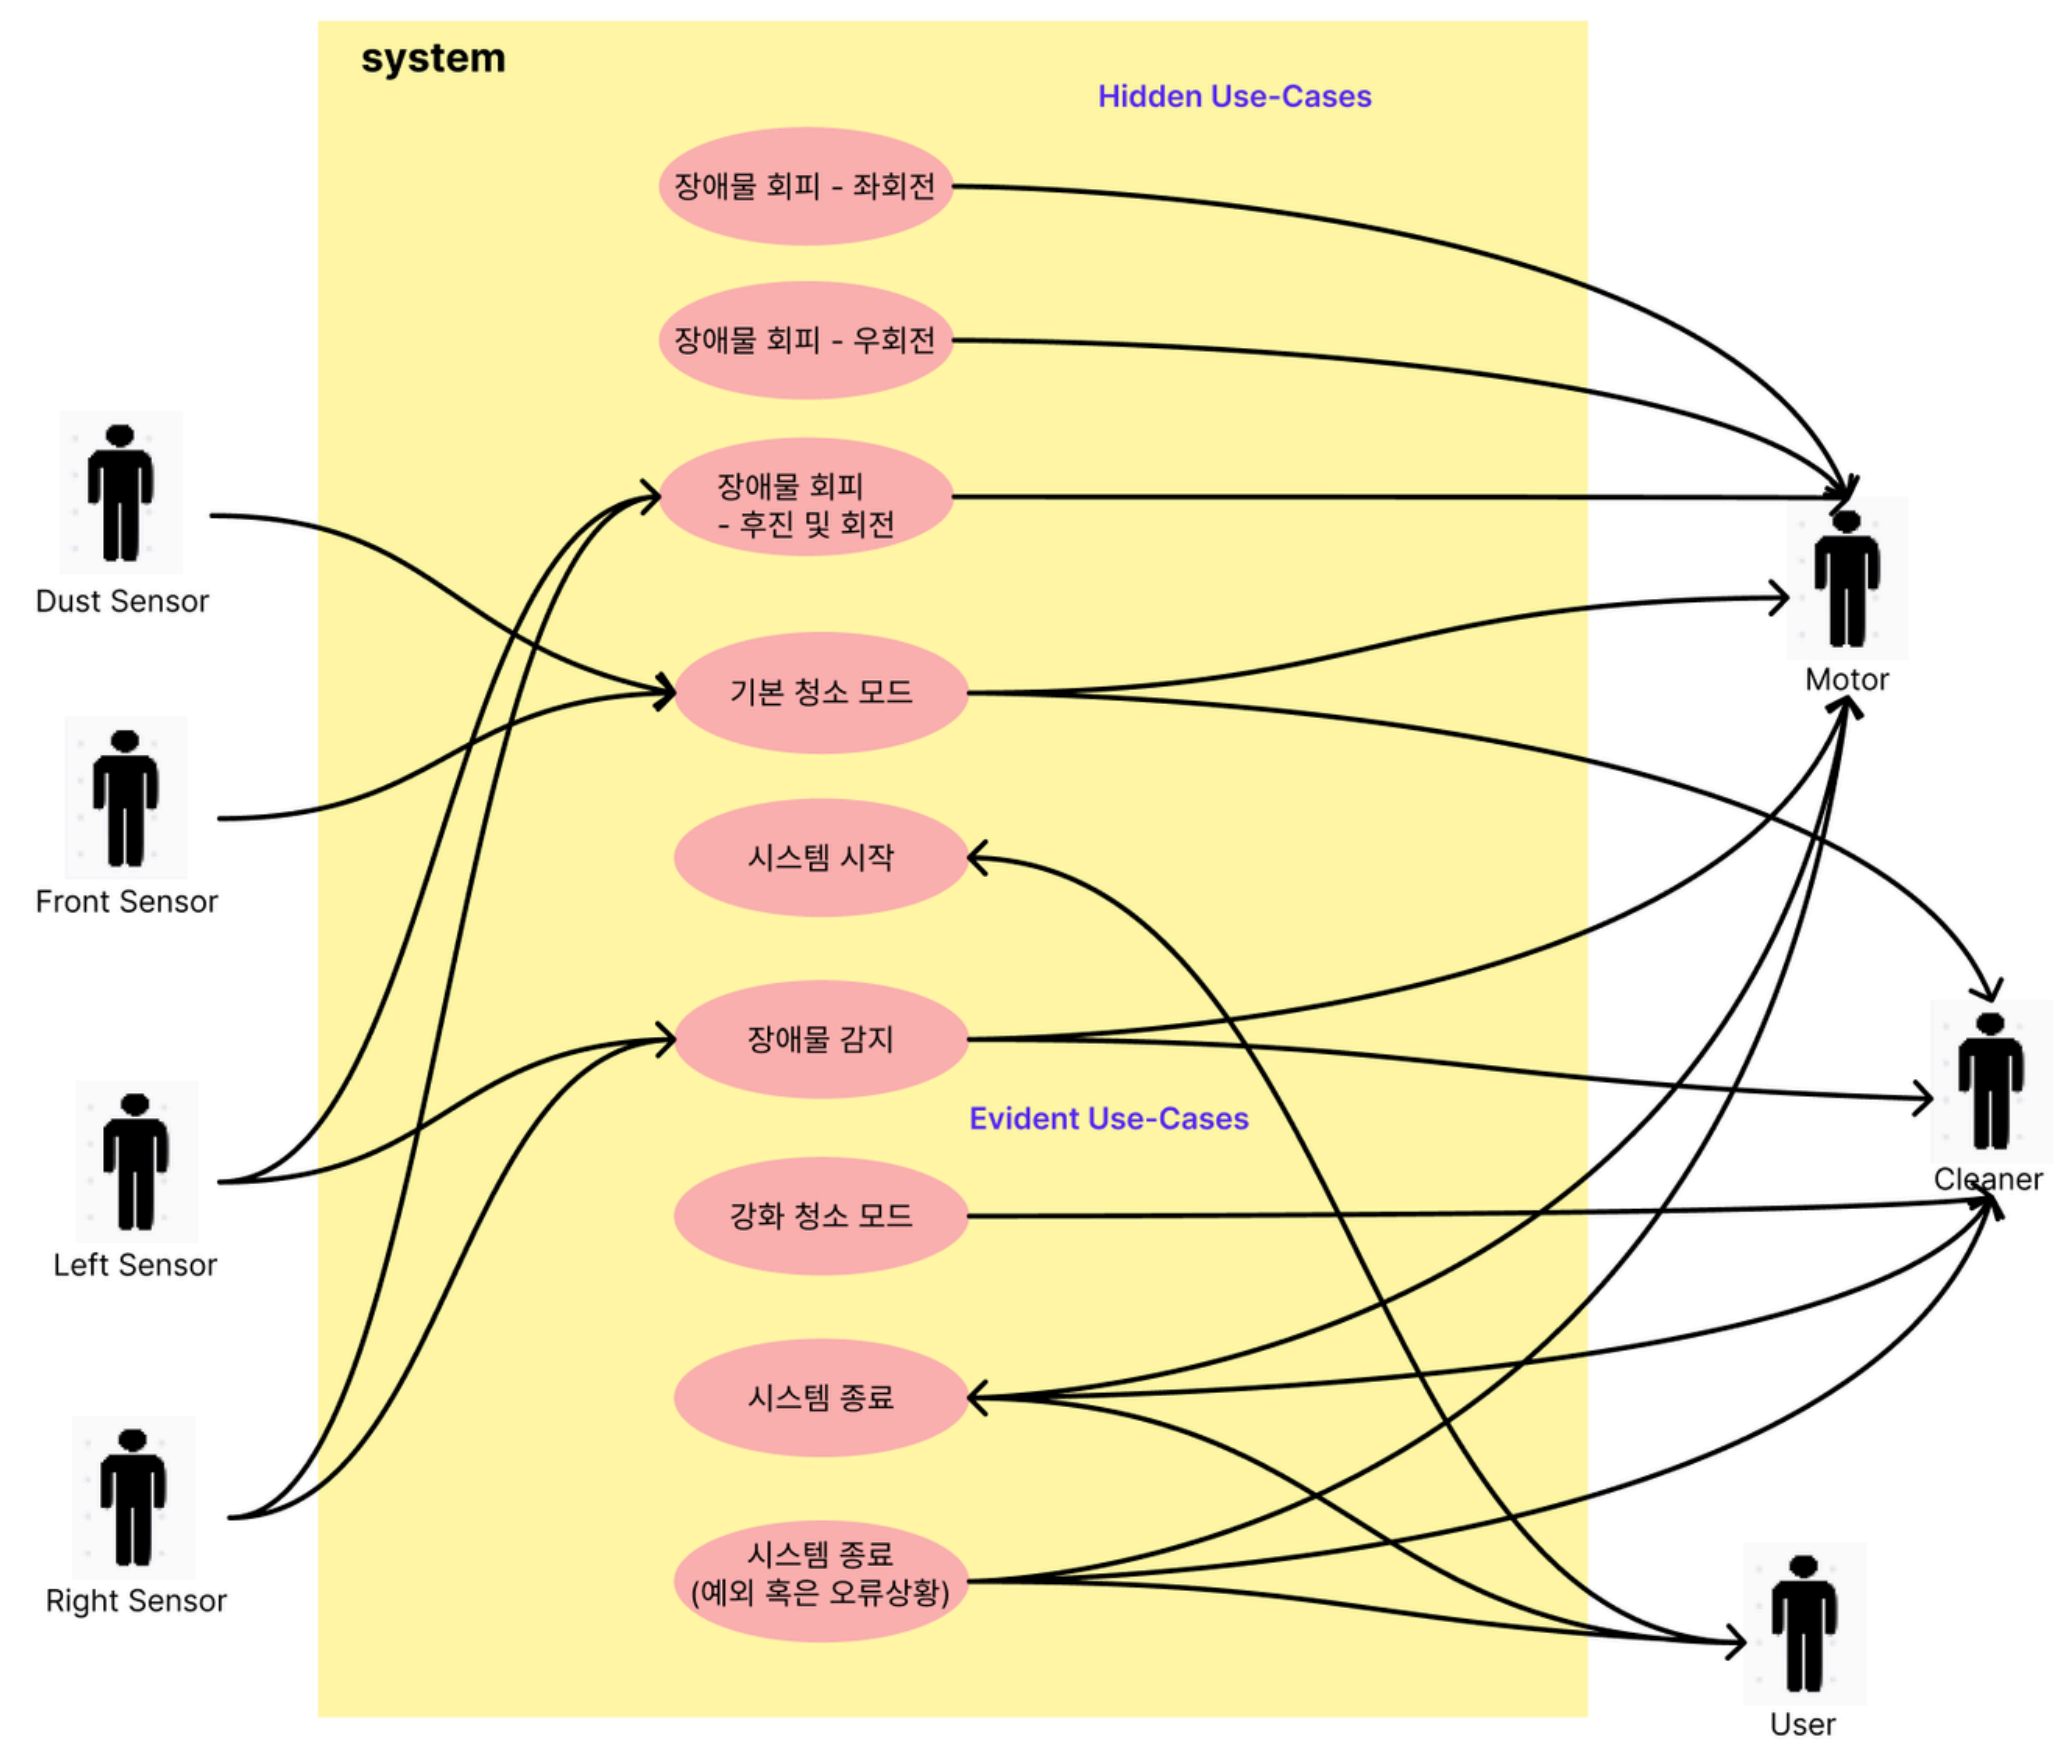 system
Hidden Use-Cases
장애물 회피 - 좌회전
장애물 회피 - 우회전
장애물 회피
- 후진 및 회전
Dust Sensor
Motor
기본 청소 모드
시스템 시작
Front Sensor
장애물 감지
Evident Use-Cases
Cleaner
강화 청소 모드
Left Sensor
시스템 종료
시스템 종료
(예외 혹은 오류상황)
Right Sensor
User